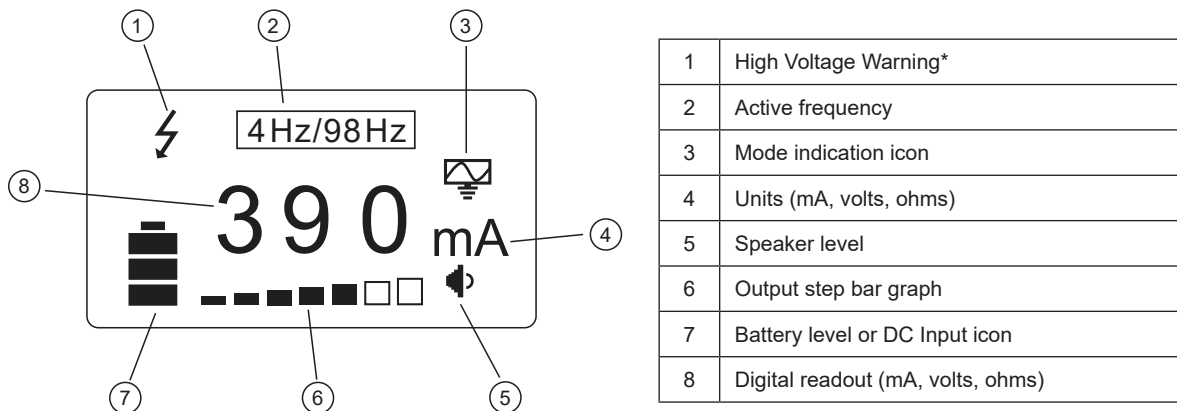 1
2
3
4Hz/98Hz
8
390
mA
4
7
6
5
1 High Voltage Warning*
2 Active frequency
3 Mode indication icon
4 Units (mA, volts, ohms)
5 Speaker level
6 Output step bar graph
7 Battery level or DC Input icon
8 Digital readout (mA, volts, ohms)